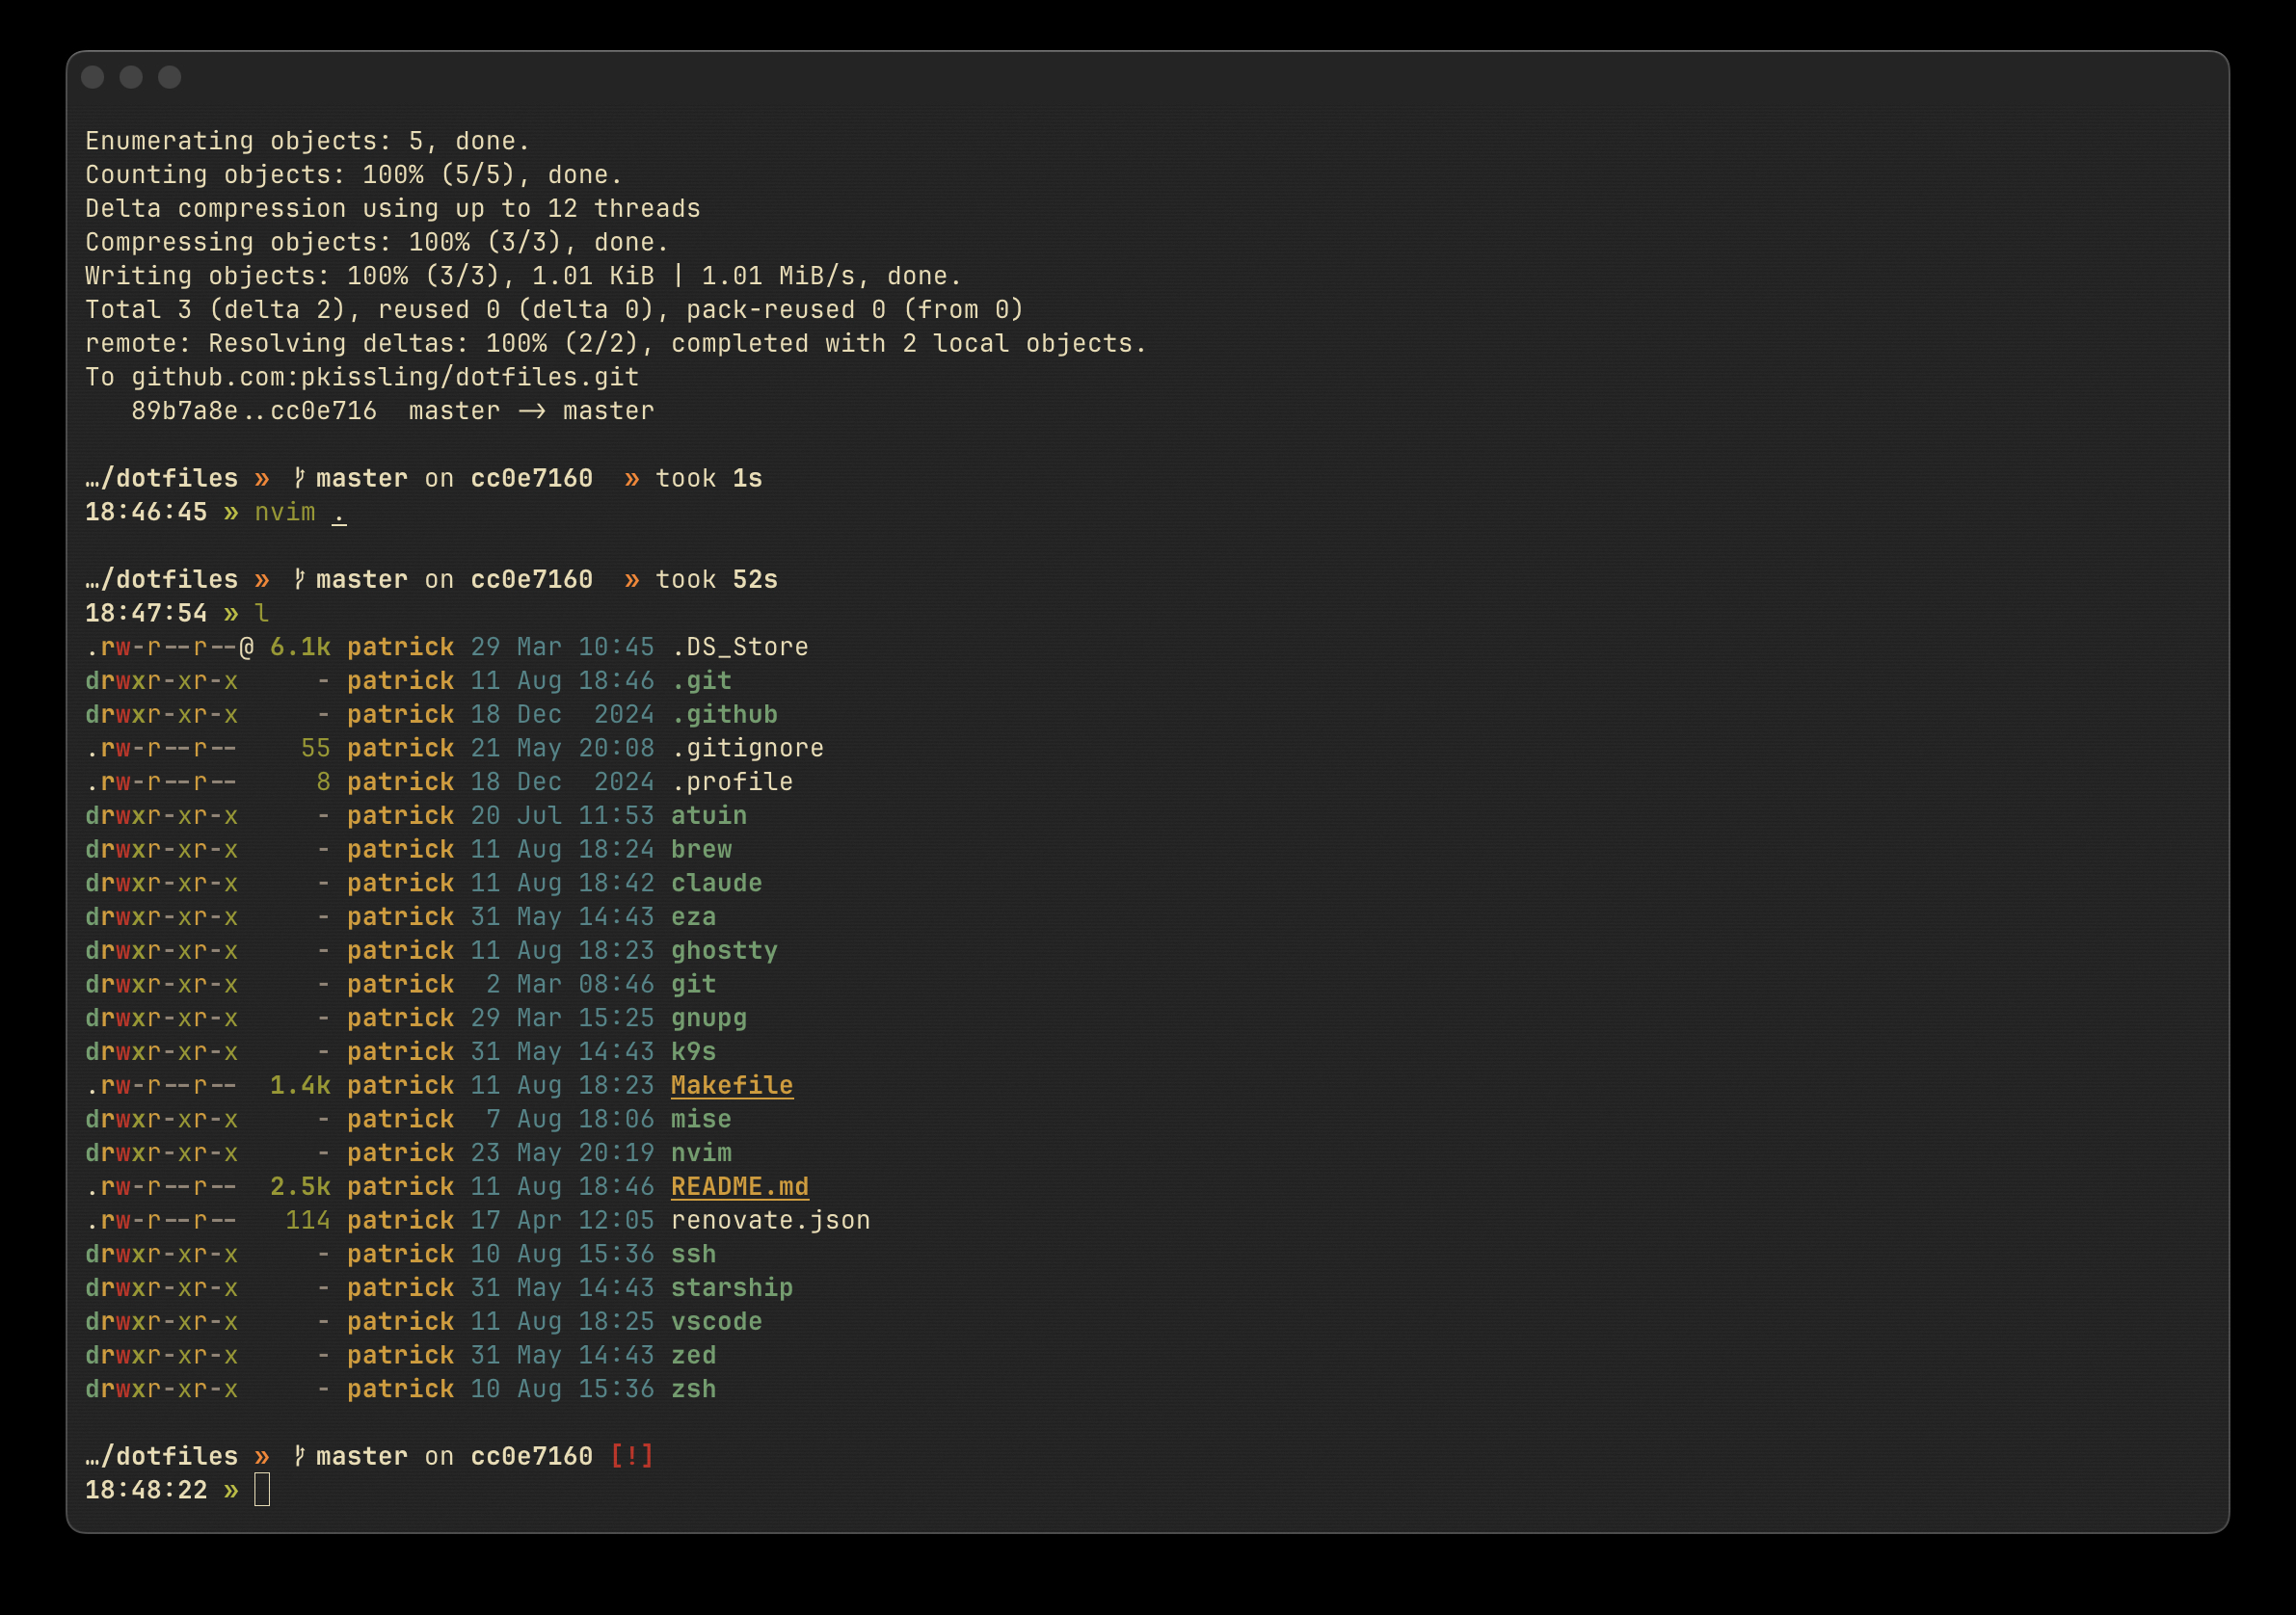 Enumerating objects: 5, done.
Counting objects: 100% (5/5), done.
Delta compression using up to 12 threads
Compressing objects: 100% (3/3), done.
Writing objects: 100% (3/3), 1.01 KiB | 1.01 MiB/s, done.
Total 3 (delta 2), reused 0 (delta 0), pack-reused 0 (from 0)
remote: Resolving deltas: 100% (2/2), completed with 2 local objects.
To github.com:pkissling/dotfiles.git
   89b7a8e..cc0e716  master -> master
…/dotfiles » master on cc0e7160  » took 1s
18:46:45 » nvim .
…/dotfiles » master on cc0e7160  » took 52s
18:47:54 » l
.rw-r--r--@ 6.1k patrick 29 Mar 10:45 .DS_Store
drwxr-xr-x     - patrick 11 Aug 18:46 .git
drwxr-xr-x     - patrick 18 Dec  2024 .github
.rw-r--r--    55 patrick 21 May 20:08 .gitignore
.rw-r--r--     8 patrick 18 Dec  2024 .profile
drwxr-xr-x     - patrick 20 Jul 11:53 atuin
drwxr-xr-x     - patrick 11 Aug 18:24 brew
drwxr-xr-x     - patrick 11 Aug 18:42 claude
drwxr-xr-x     - patrick 31 May 14:43 eza
drwxr-xr-x     - patrick 11 Aug 18:23 ghostty
drwxr-xr-x     - patrick  2 Mar 08:46 git
drwxr-xr-x     - patrick 29 Mar 15:25 gnupg
drwxr-xr-x     - patrick 31 May 14:43 k9s
.rw-r--r--  1.4k patrick 11 Aug 18:23 Makefile
drwxr-xr-x     - patrick  7 Aug 18:06 mise
drwxr-xr-x     - patrick 23 May 20:19 nvim
.rw-r--r--  2.5k patrick 11 Aug 18:46 README.md
.rw-r--r--   114 patrick 17 Apr 12:05 renovate.json
drwxr-xr-x     - patrick 10 Aug 15:36 ssh
drwxr-xr-x     - patrick 31 May 14:43 starship
drwxr-xr-x     - patrick 11 Aug 18:25 vscode
drwxr-xr-x     - patrick 31 May 14:43 zed
drwxr-xr-x     - patrick 10 Aug 15:36 zsh
…/dotfiles » master on cc0e7160 [!]
18:48:22 »